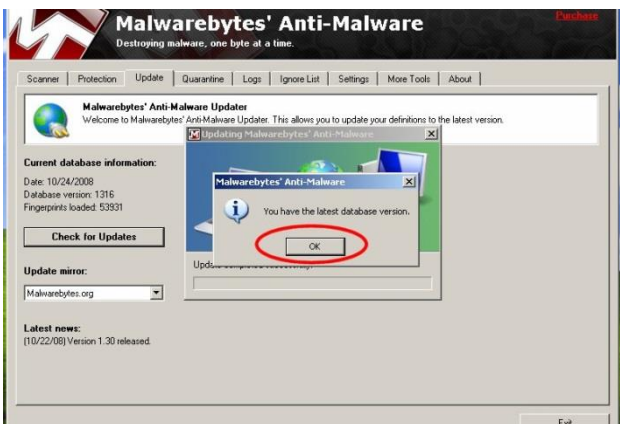 Malwarebytes' Anti-Malware
Purchase
Destroying malware, one byte at a time.
Scanner Protection Update Quarantine Logs Ignore List Settings More Tools About
Malwarebytes' Anti-Malware Updater
Welcome to Malwarebytes' Anti-Malware Updater. This allows you to update your definitions to the latest version.
Updating Malwarebytes' Anti-Malware
Current database information:
Date: 10/24/2008
Database version: 1316
Fingerprints loaded: 53931
Malwarebytes' Anti-Malware
You have the latest database version.
OK
Check for Updates
Update mirror:
Malwarebytes.org
Latest news:
(10/22/08) Version 1.30 released.
Exit